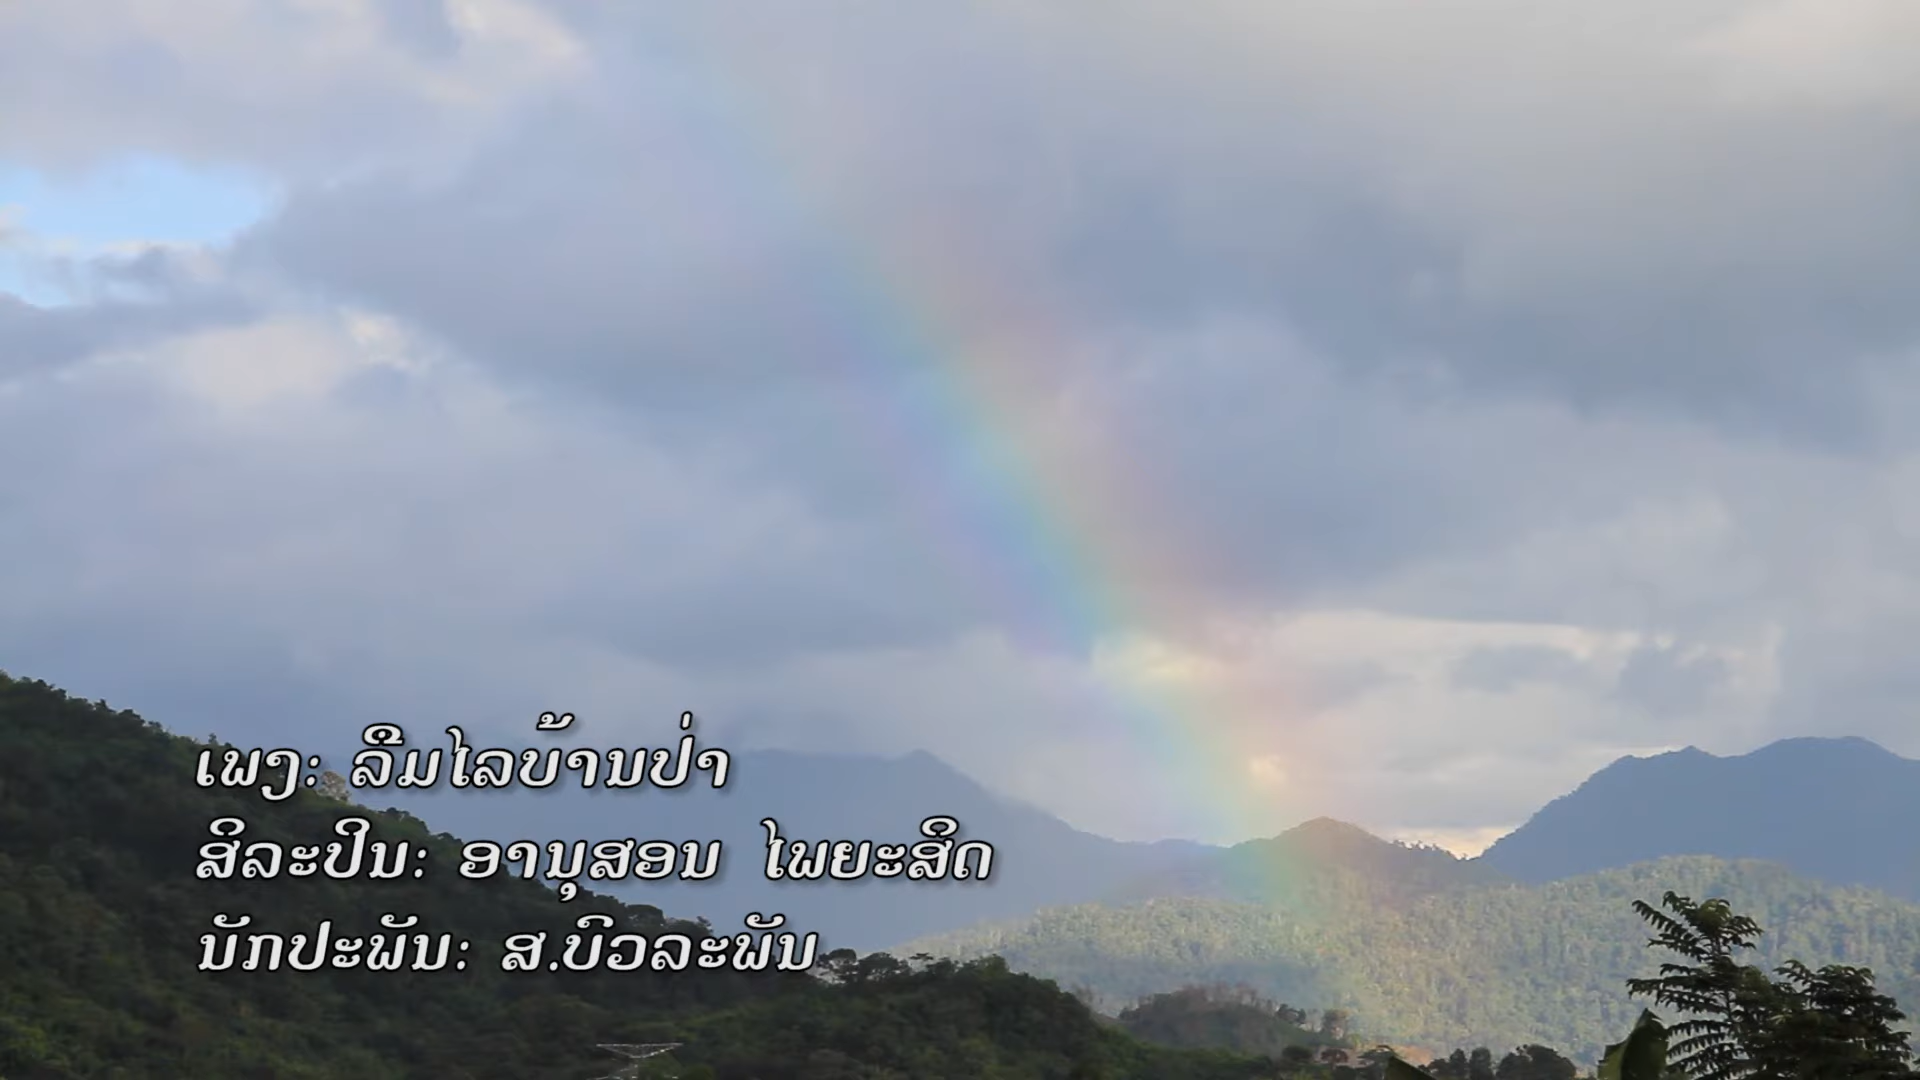 ເພງ: ລືມໄລບ້ານປ່າ
ສິລະປິນ: ອານຸສອນ ໄພຍະສິດ
ນັກປະພັນ: ສ.ບົວລະພັນ